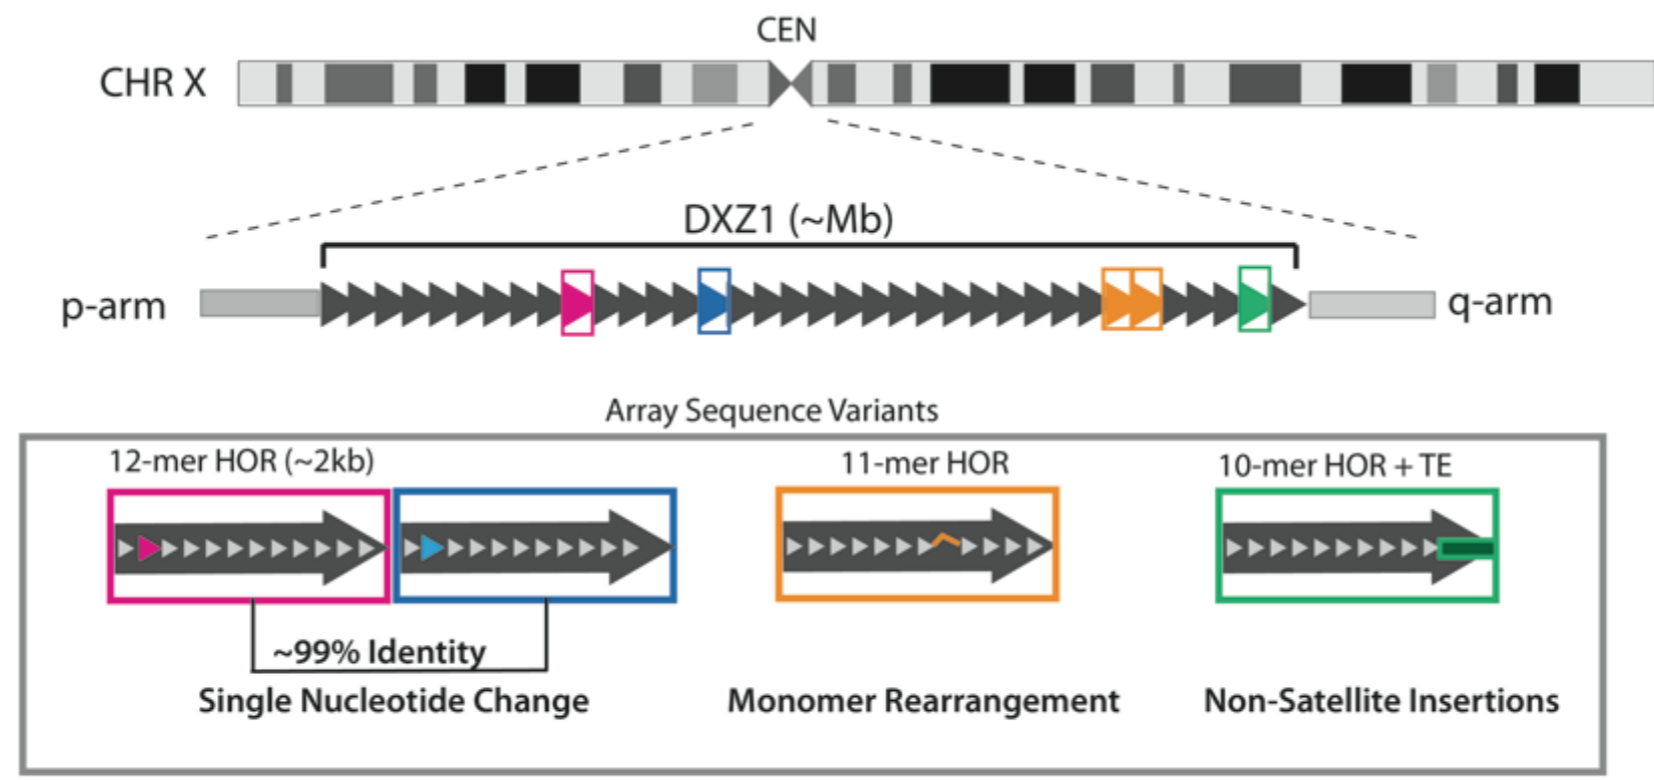 CEN
CHR X
DXZ1 (~Mb)
p-arm
q-arm
Array Sequence Variants
12-mer HOR (~2kb)
11-mer HOR
10-mer HOR + TE
~99% Identity
Single Nucleotide Change
Monomer Rearrangement
Non-Satellite Insertions